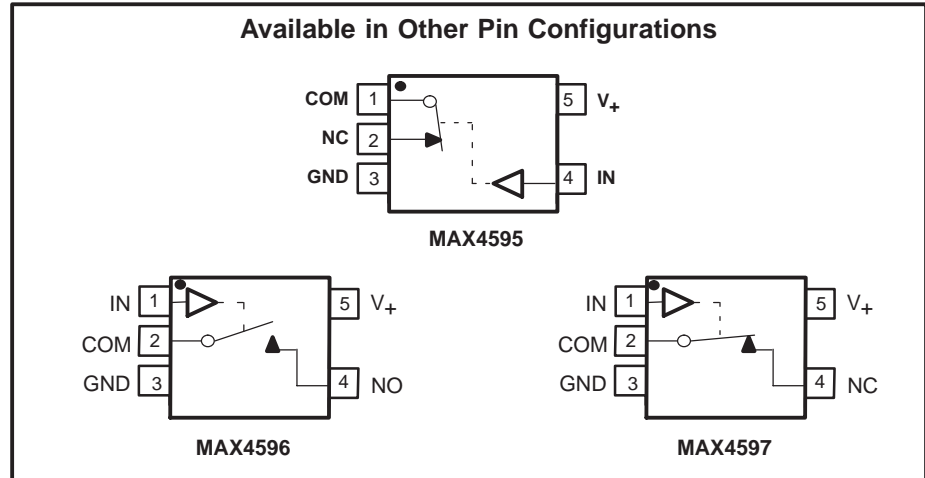 Available in Other Pin Configurations
COM 1 5 V+
NC 2
GND 3 4 IN
MAX4595
IN 1 5 V+
COM 2
GND 3 4 NO
MAX4596
IN 1 5 V+
COM 2
GND 3 4 NC
MAX4597